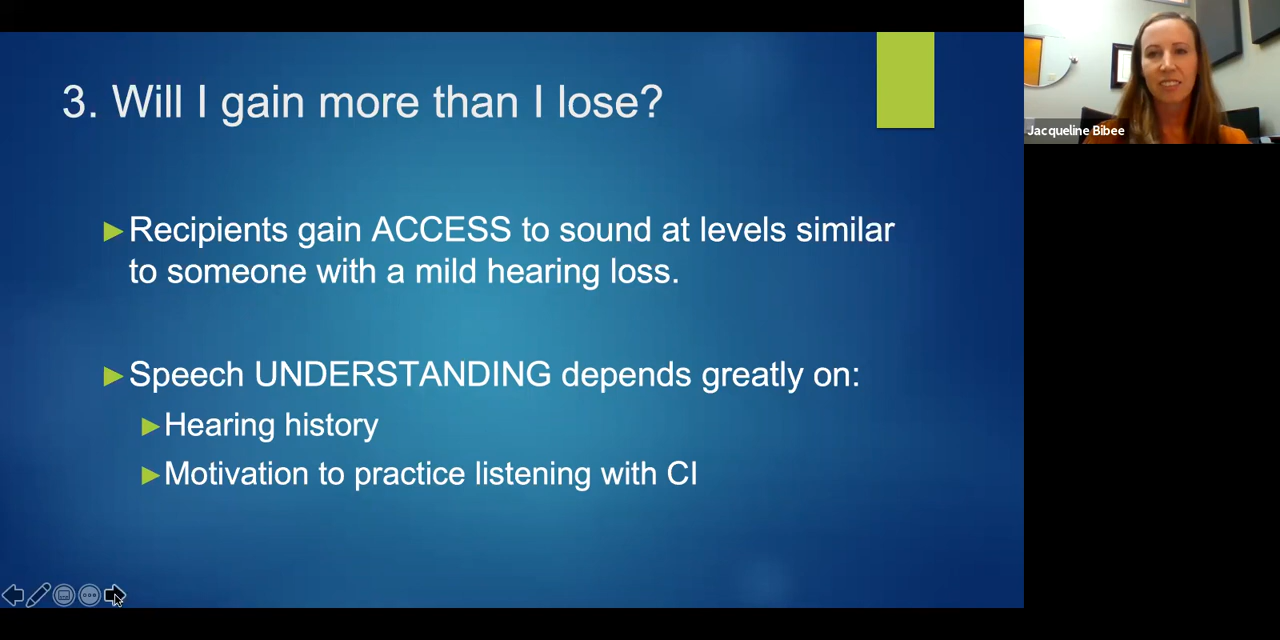 3. Will I gain more than I lose?
Recipients gain ACCESS to sound at levels similar
to someone with a mild hearing loss.
Speech UNDERSTANDING depends greatly on:
Hearing history
Motivation to practice listening with CI
Jacqueline Bibee